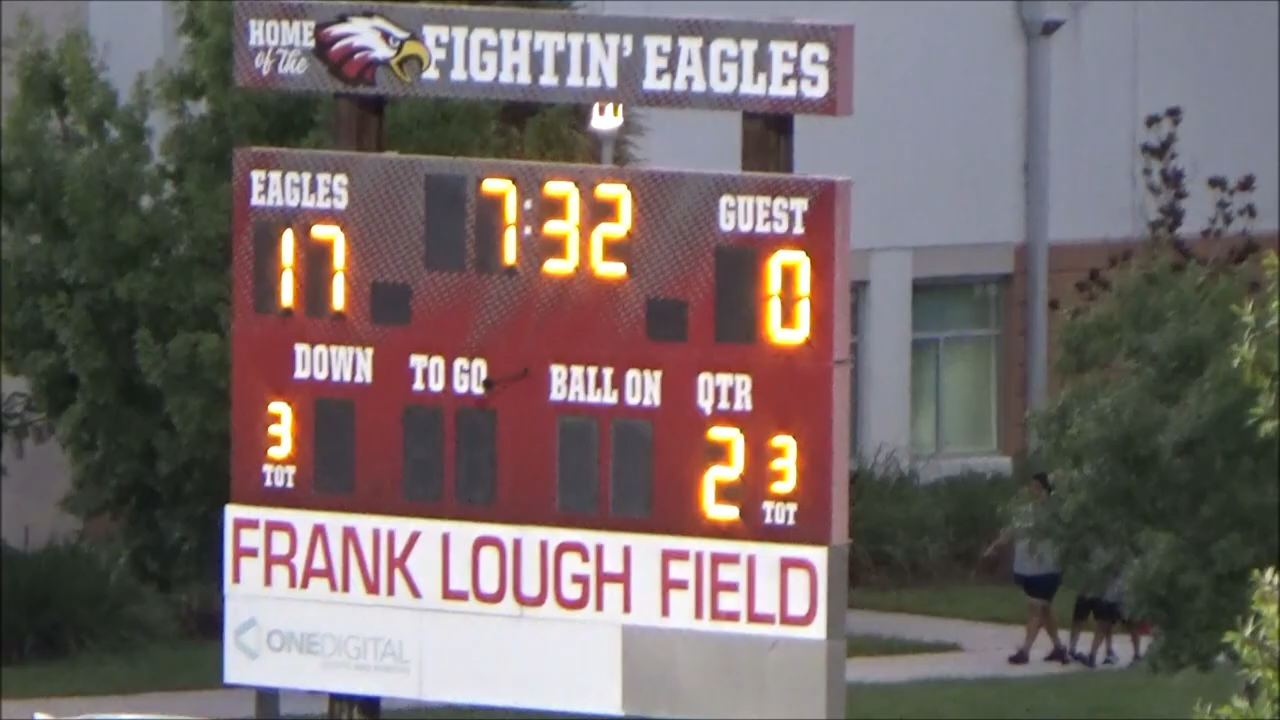 HOME of the FIGHTIN' EAGLES
EAGLES 7:32 GUEST
17 0
DOWN TO GO BALL ON QTR
3 2 3
TOT TOT
FRANK LOUGH FIELD
ONEDIGITAL